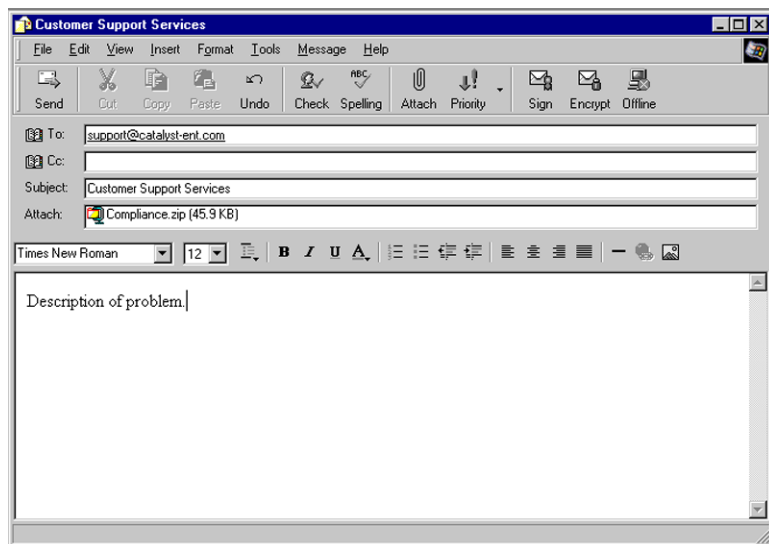 Customer Support Services
File Edit View Insert Format Tools Message Help
ABC
Send Cut Copy Paste Undo Check Spelling Attach Priority Sign Encrypt Offline
To: support@catalyst-ent.com
Cc:
Subject: Customer Support Services
Attach: Compliance.zip (45.9 KB)
Times New Roman 12 B I U A
Description of problem.